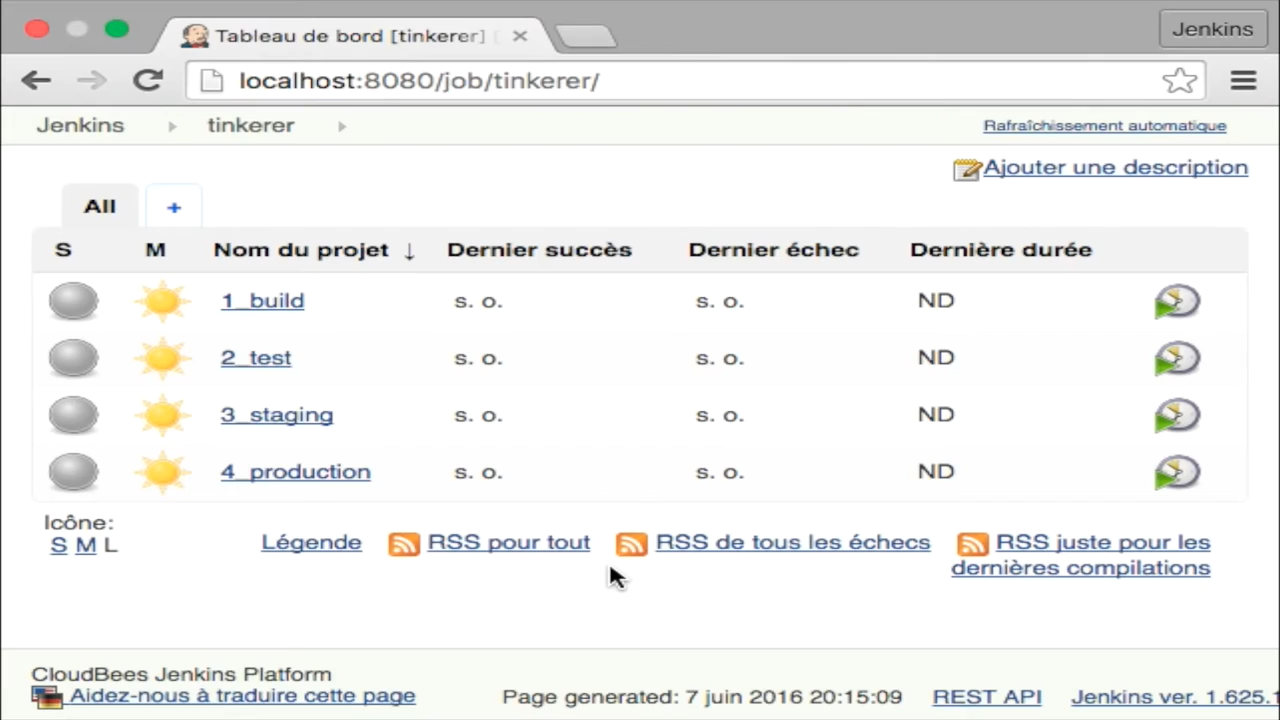 Tableau de bord [tinkerer]
Jenkins
localhost:8080/job/tinkerer/
Jenkins tinkerer Rafraîchissement automatique
Ajouter une description
All +
S M Nom du projet ↓ Dernier succès Dernier échec Dernière durée
1_build s. o. s. o. ND
2_test s. o. s. o. ND
3_staging s. o. s. o. ND
4_production s. o. s. o. ND
Icône:
S M L
Légende RSS pour tout RSS de tous les échecs RSS juste pour les
dernières compilations
CloudBees Jenkins Platform
Aidez-nous à traduire cette page Page generated: 7 juin 2016 20:15:09 REST API Jenkins ver. 1.625.